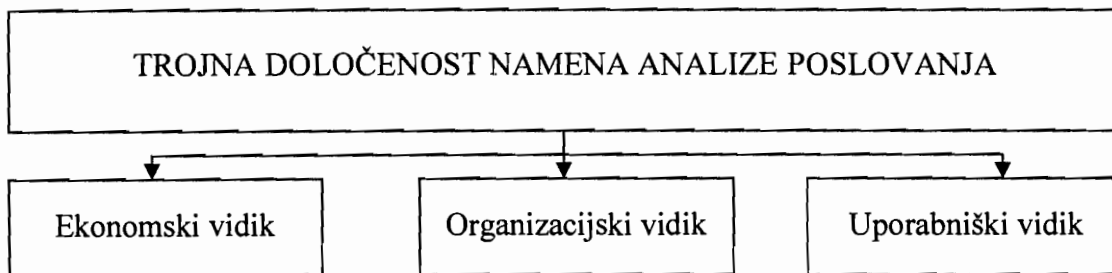 TROJNA DOLOČENOST NAMENA ANALIZE POSLOVANJA
Ekonomski vidik
Organizacijski vidik
Uporabniški vidik